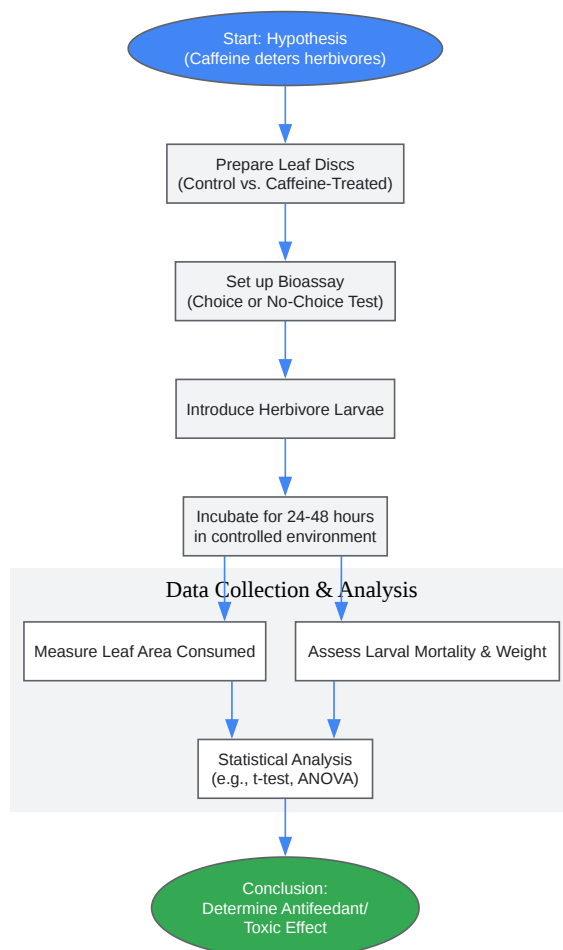 Start: Hypothesis
(Caffeine deters herbivores)
Prepare Leaf Discs
(Control vs. Caffeine-Treated)
Set up Bioassay
(Choice or No-Choice Test)
Introduce Herbivore Larvae
Incubate for 24-48 hours
in controlled environment
Data Collection & Analysis
Measure Leaf Area Consumed
Assess Larval Mortality & Weight
Statistical Analysis
(e.g., t-test, ANOVA)
Conclusion:
Determine Antifeedant/
Toxic Effect